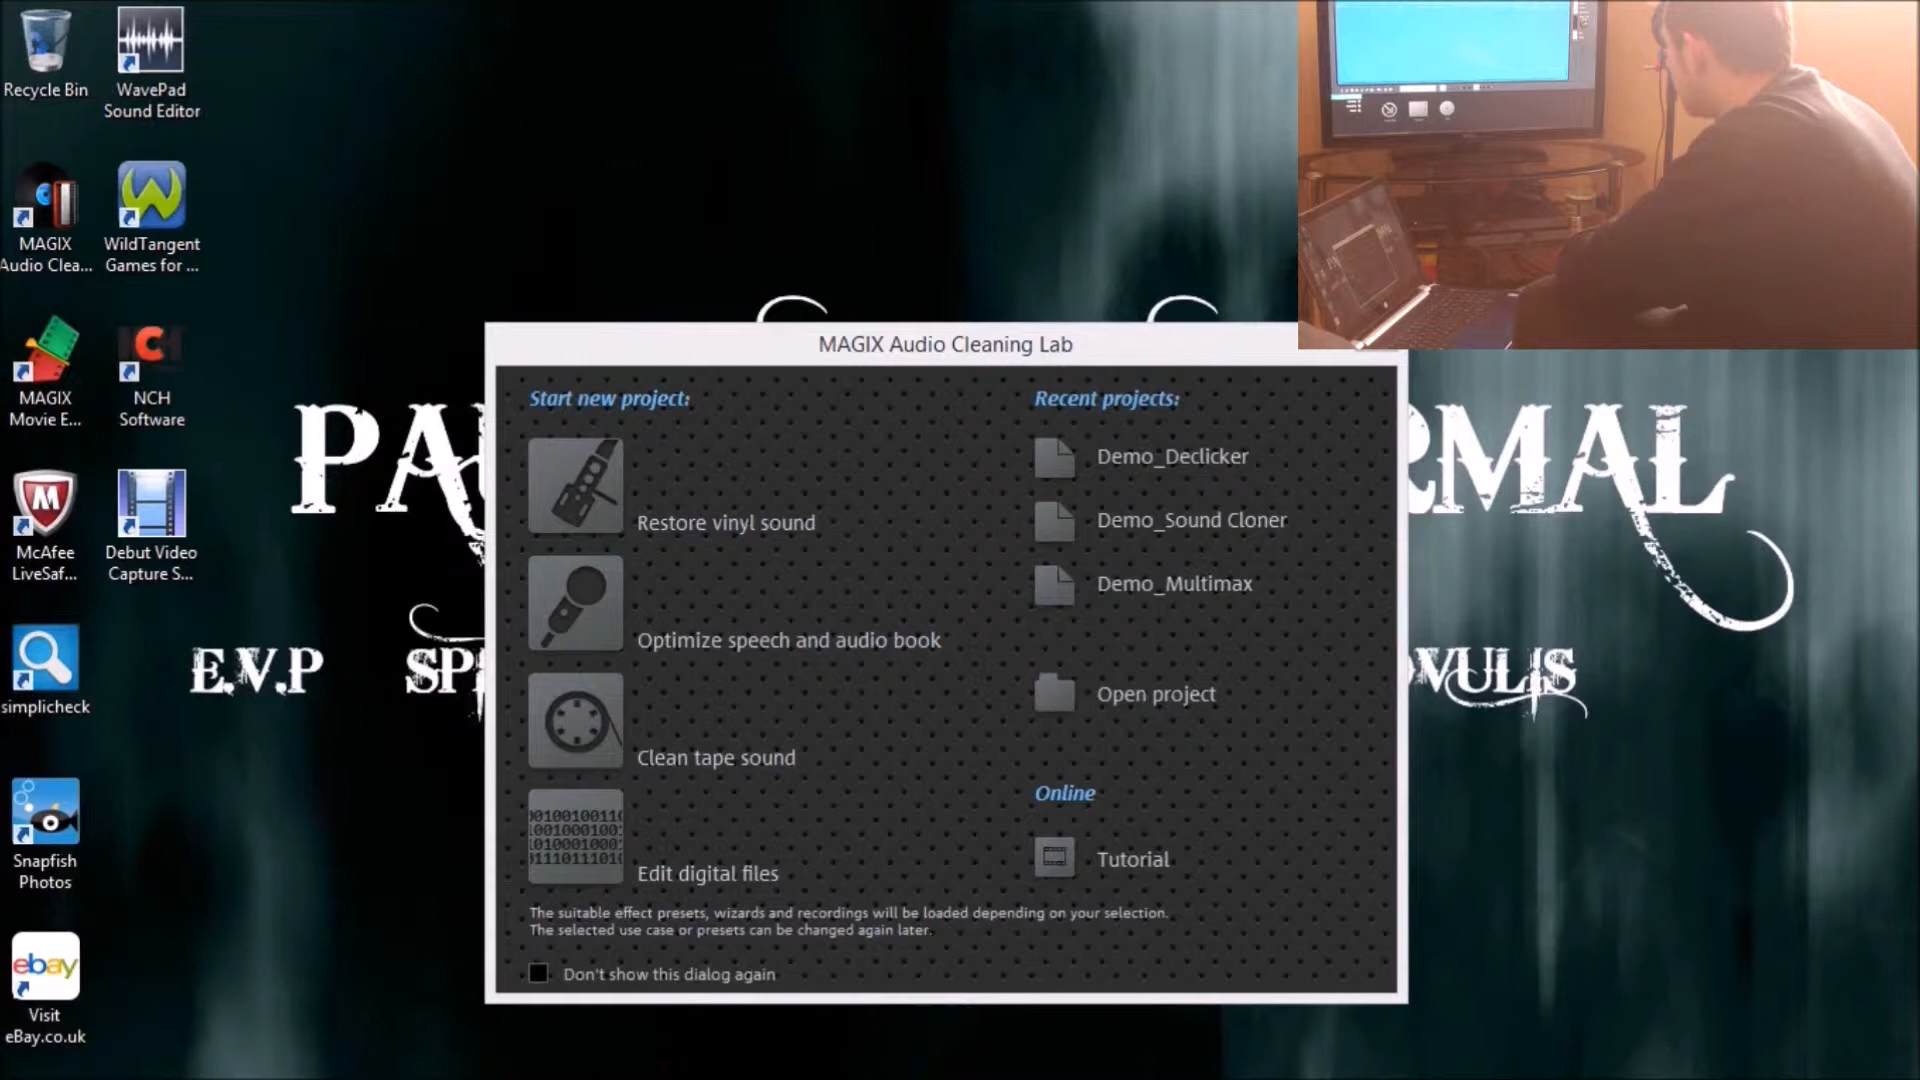 Recycle Bin
WavePad
Sound Editor
MAGIX
Audio Clea...
WildTangent
Games for ...
MAGIX
Movie E...
NCH
Software
McAfee
LiveSaf...
Debut Video
Capture S...
simplicheck
Snapfish
Photos
ebay
Visit
eBay.co.uk
E.V.P
MAGIX Audio Cleaning Lab
Start new project:
Restore vinyl sound
Optimize speech and audio book
Clean tape sound
Edit digital files
Recent projects:
Demo_Declicker
Demo_Sound Cloner
Demo_Multimax
Open project
Online
Tutorial
The suitable effect presets, wizards and recordings will be loaded depending on your selection.
The selected use case or presets can be changed again later.
Don't show this dialog again